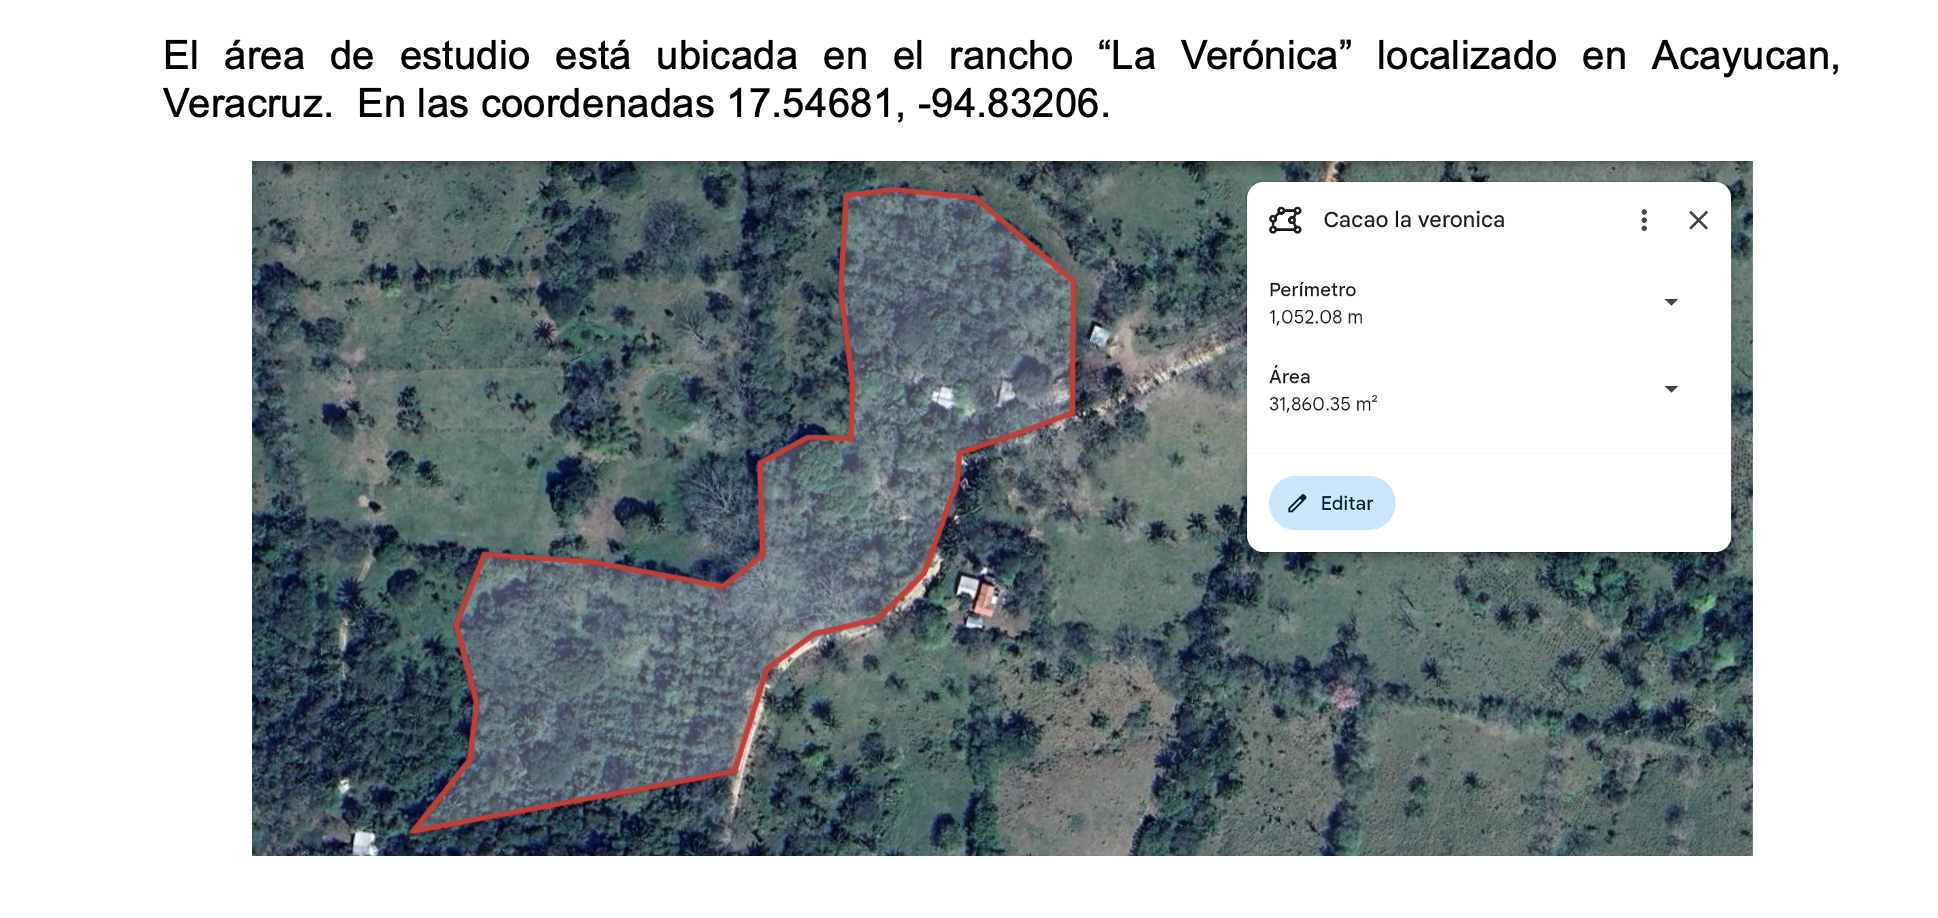 El área de estudio está ubicada en el rancho “La Verónica” localizado en Acayucan,
Veracruz.  En las coordenadas 17.54681, -94.83206.
Cacao la veronica
Perímetro
1,052.08 m
Área
31,860.35 m²
Editar